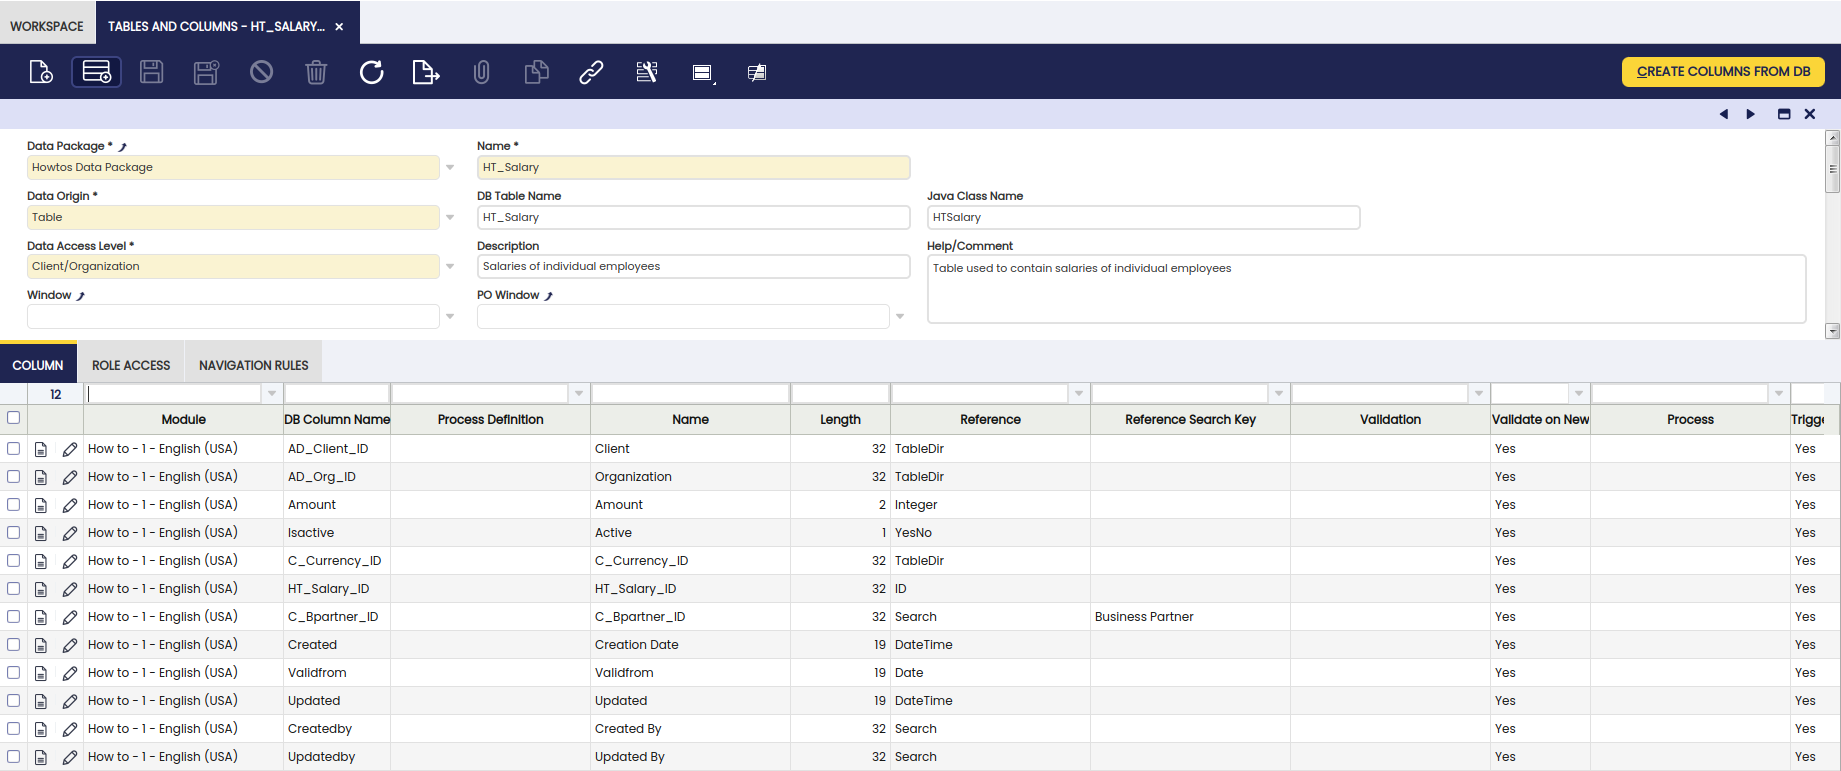 WORKSPACE TABLES AND COLUMNS - HT_SALARY...
CREATE COLUMNS FROM DB
Data Package * Name *
Howtos Data Package HT_Salary
Data Origin * DB Table Name Java Class Name
Table HT_Salary HTSalary
Data Access Level * Description Help/Comment
Client/Organization Salaries of individual employees Table used to contain salaries of individual employees
Window PO Window
COLUMN ROLE ACCESS NAVIGATION RULES
12
Module DB Column Name Process Definition Name Length Reference Reference Search Key Validation Validate on New Process Trigge
How to - 1 - English (USA) AD_Client_ID Client 32 TableDir Yes Yes
How to - 1 - English (USA) AD_Org_ID Organization 32 TableDir Yes Yes
How to - 1 - English (USA) Amount Amount 2 Integer Yes Yes
How to - 1 - English (USA) Isactive Active 1 YesNo Yes Yes
How to - 1 - English (USA) C_Currency_ID C_Currency_ID 32 TableDir Yes Yes
How to - 1 - English (USA) HT_Salary_ID HT_Salary_ID 32 ID Yes Yes
How to - 1 - English (USA) C_Bpartner_ID C_Bpartner_ID 32 Search Business Partner Yes Yes
How to - 1 - English (USA) Created Creation Date 19 DateTime Yes Yes
How to - 1 - English (USA) Validfrom Validfrom 19 Date Yes Yes
How to - 1 - English (USA) Updated Updated 19 DateTime Yes Yes
How to - 1 - English (USA) Createdby Created By 32 Search Yes Yes
How to - 1 - English (USA) Updatedby Updated By 32 Search Yes Yes